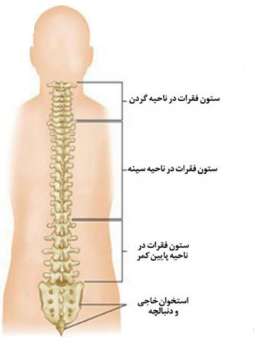 ستون فقرات در ناحیه گردن
ستون فقرات در ناحیه سینه
ستون فقرات در
ناحیه پایین کمر
استخوان خاجی
و دنبالچه